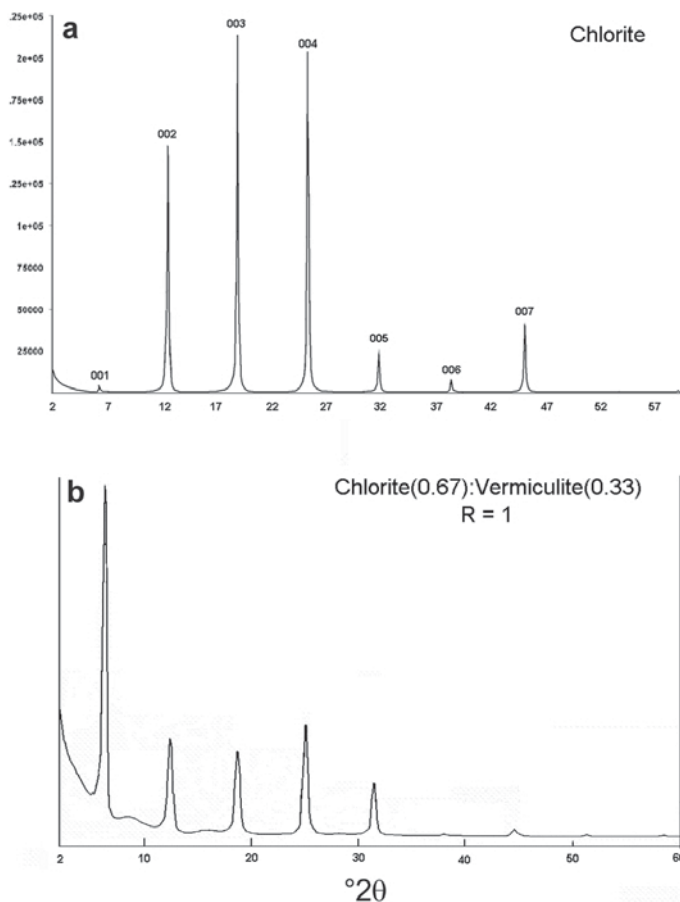 a
Chlorite
.25e+05
2e+05
.75e+05
1.5e+05
.25e+05
1e+05
75000
50000
25000
001
002
003
004
005
006
007
2 7 12 17 22 27 32 37 42 47 52 57
b
Chlorite(0.67):Vermiculite(0.33)
R = 1
2 10 20 30 40 50 60
°2θ